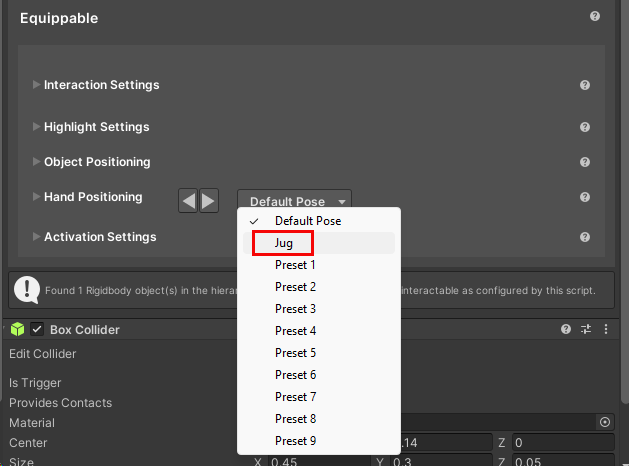 Equippable
Interaction Settings
Highlight Settings
Object Positioning
Hand Positioning
Default Pose
Default Pose
Activation Settings
Jug
Preset 1
Preset 2
Found 1 Rigidbody object(s) in the hierar
interactable as configured by this script.
Preset 3
Box Collider
Preset 4
Edit Collider
Preset 5
Is Trigger
Preset 6
Provides Contacts
Preset 7
Material
Preset 8
Center
.14
Z 0
Preset 9
Size
X 0.45
Y 0.3
Z 0.05